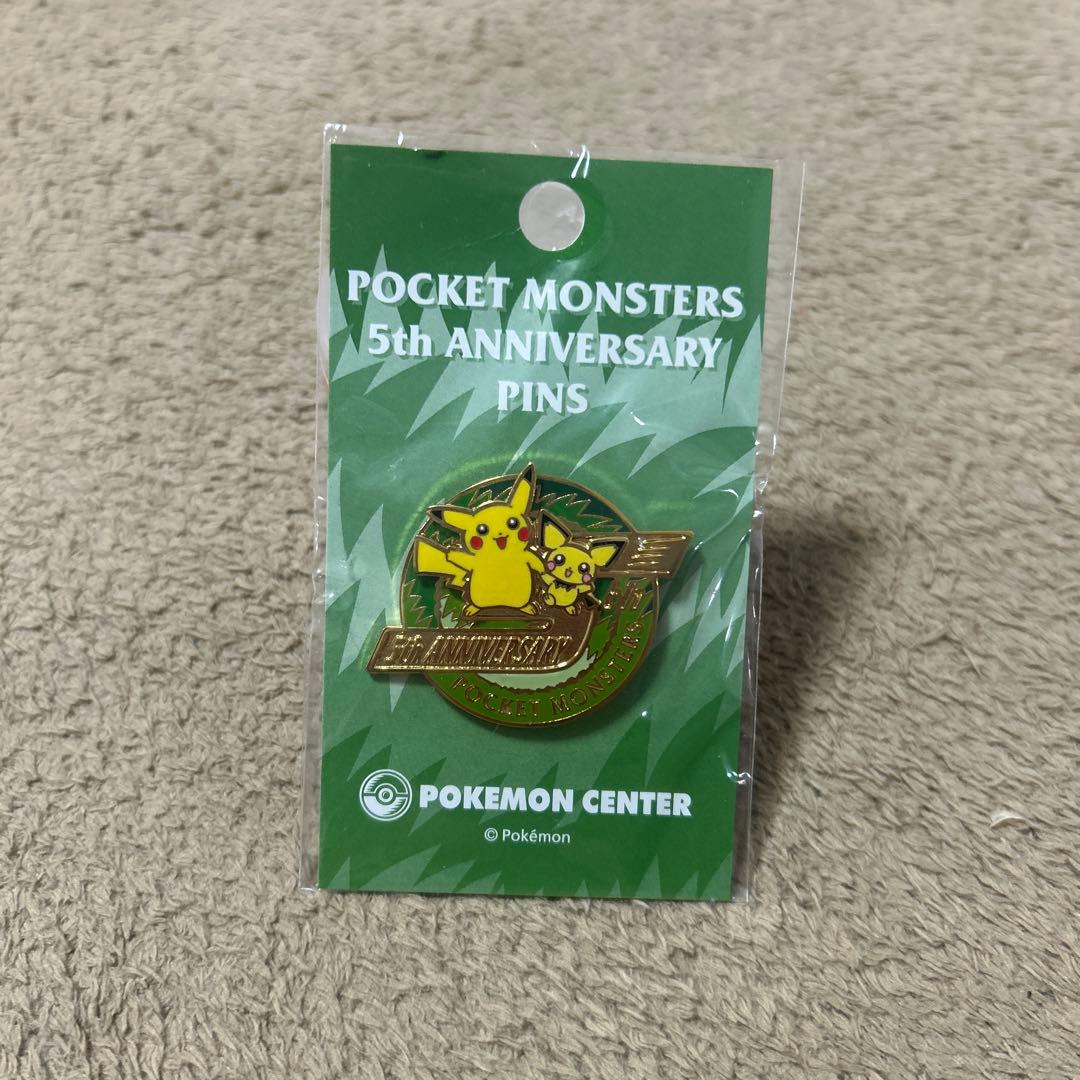 POCKET MONSTERS
5th ANNIVERSARY
PINS
5th ANNIVERSARY
POCKET MONSTERS
POKEMON CENTER
© Pokémon